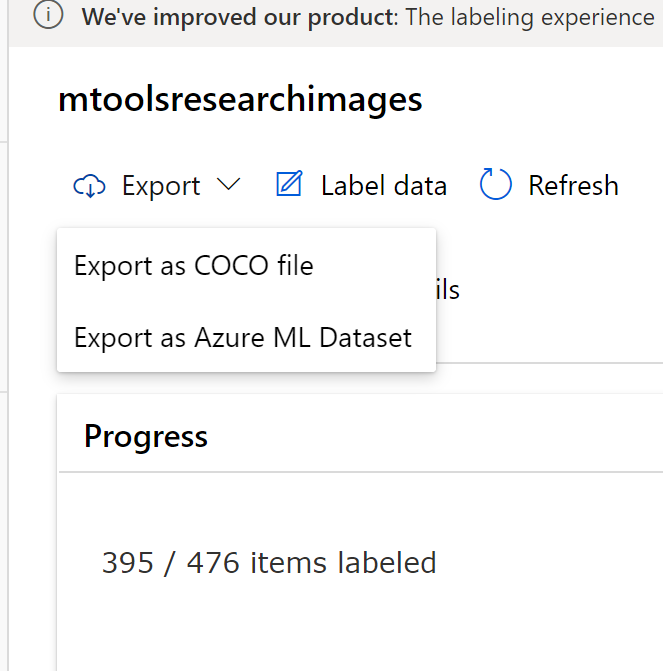 We've improved our product: The labeling experience
mtoolsresearchimages
Export Label data Refresh
Export as COCO file
ils
Export as Azure ML Dataset
Progress
395 / 476 items labeled